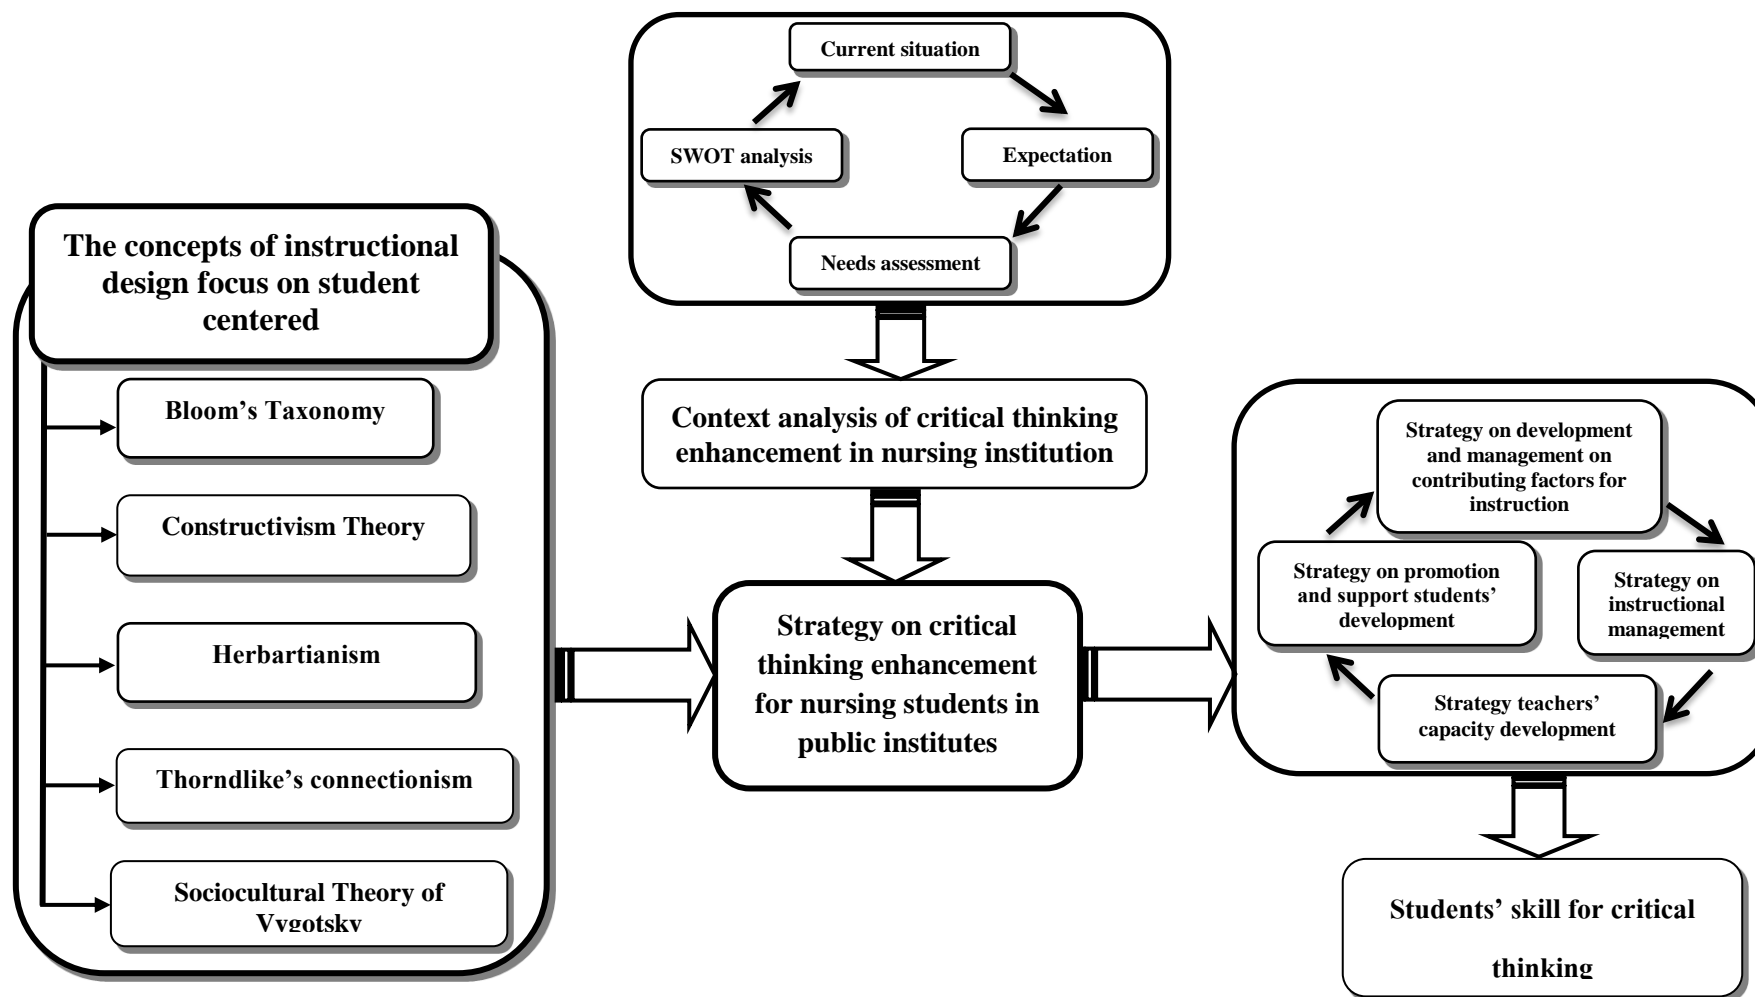 Current situation
SWOT analysis
Expectation
Needs assessment
The concepts of instructional
design focus on student
centered
Bloom’s Taxonomy
Constructivism Theory
Herbartianism
Thorndlike’s connectionism
Sociocultural Theory of
Vygotsky
Context analysis of critical thinking
enhancement in nursing institution
Strategy on critical
thinking enhancement
for nursing students in
public institutes
Strategy on development
and management on
contributing factors for
instruction
Strategy on promotion
and support students’
development
Strategy on
instructional
management
Strategy teachers’
capacity development
Students’ skill for critical
thinking